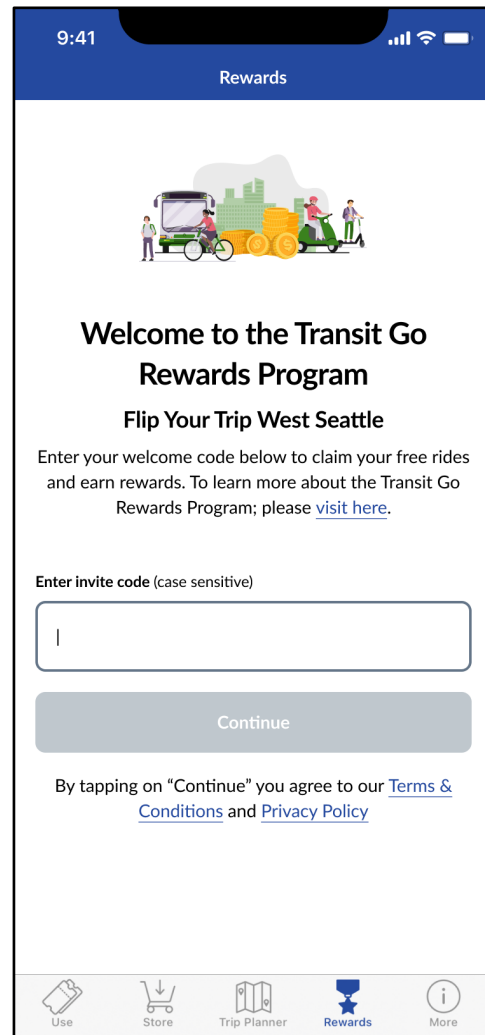 9:41
Rewards
Welcome to the Transit Go
Rewards Program
Flip Your Trip West Seattle
Enter your welcome code below to claim your free rides
and earn rewards. To learn more about the Transit Go
Rewards Program; please visit here.
Enter invite code (case sensitive)
Continue
By tapping on “Continue” you agree to our Terms &
Conditions and Privacy Policy
Use Store Trip Planner Rewards More